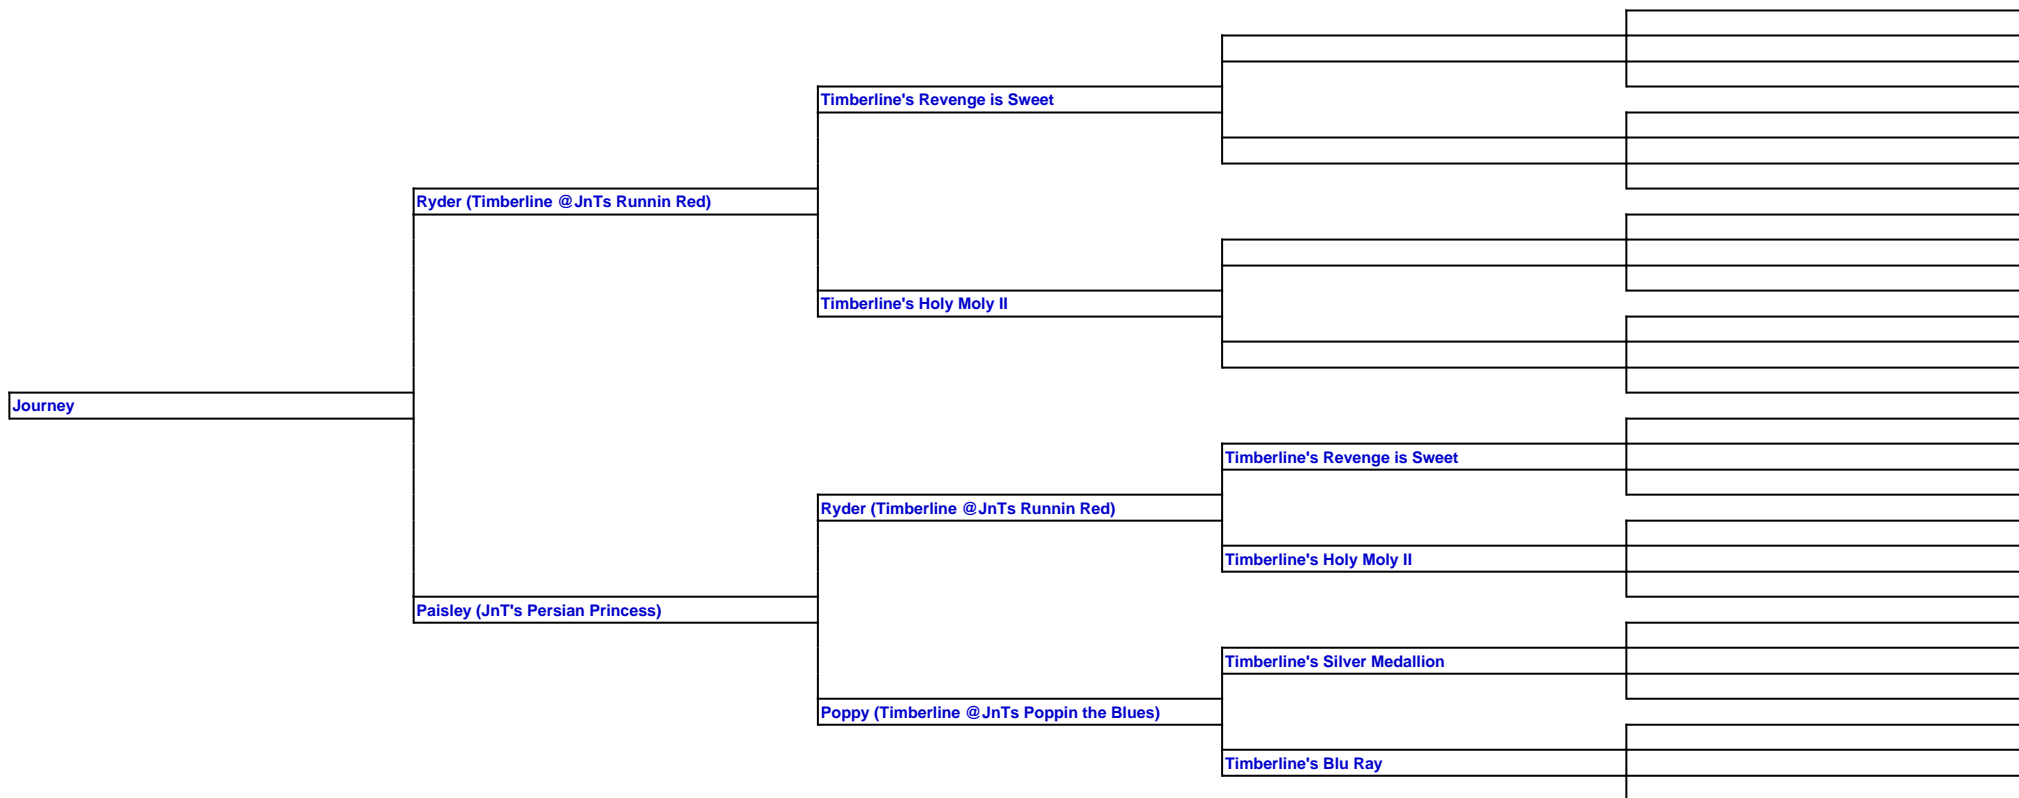 Timberline's Revenge is Sweet
Ryder (Timberline @JnTs Runnin Red)
Timberline's Holy Moly II
Journey
Timberline's Revenge is Sweet
Ryder (Timberline @JnTs Runnin Red)
Timberline's Holy Moly II
Paisley (JnT's Persian Princess)
Timberline's Silver Medallion
Poppy (Timberline @JnTs Poppin the Blues)
Timberline's Blu Ray